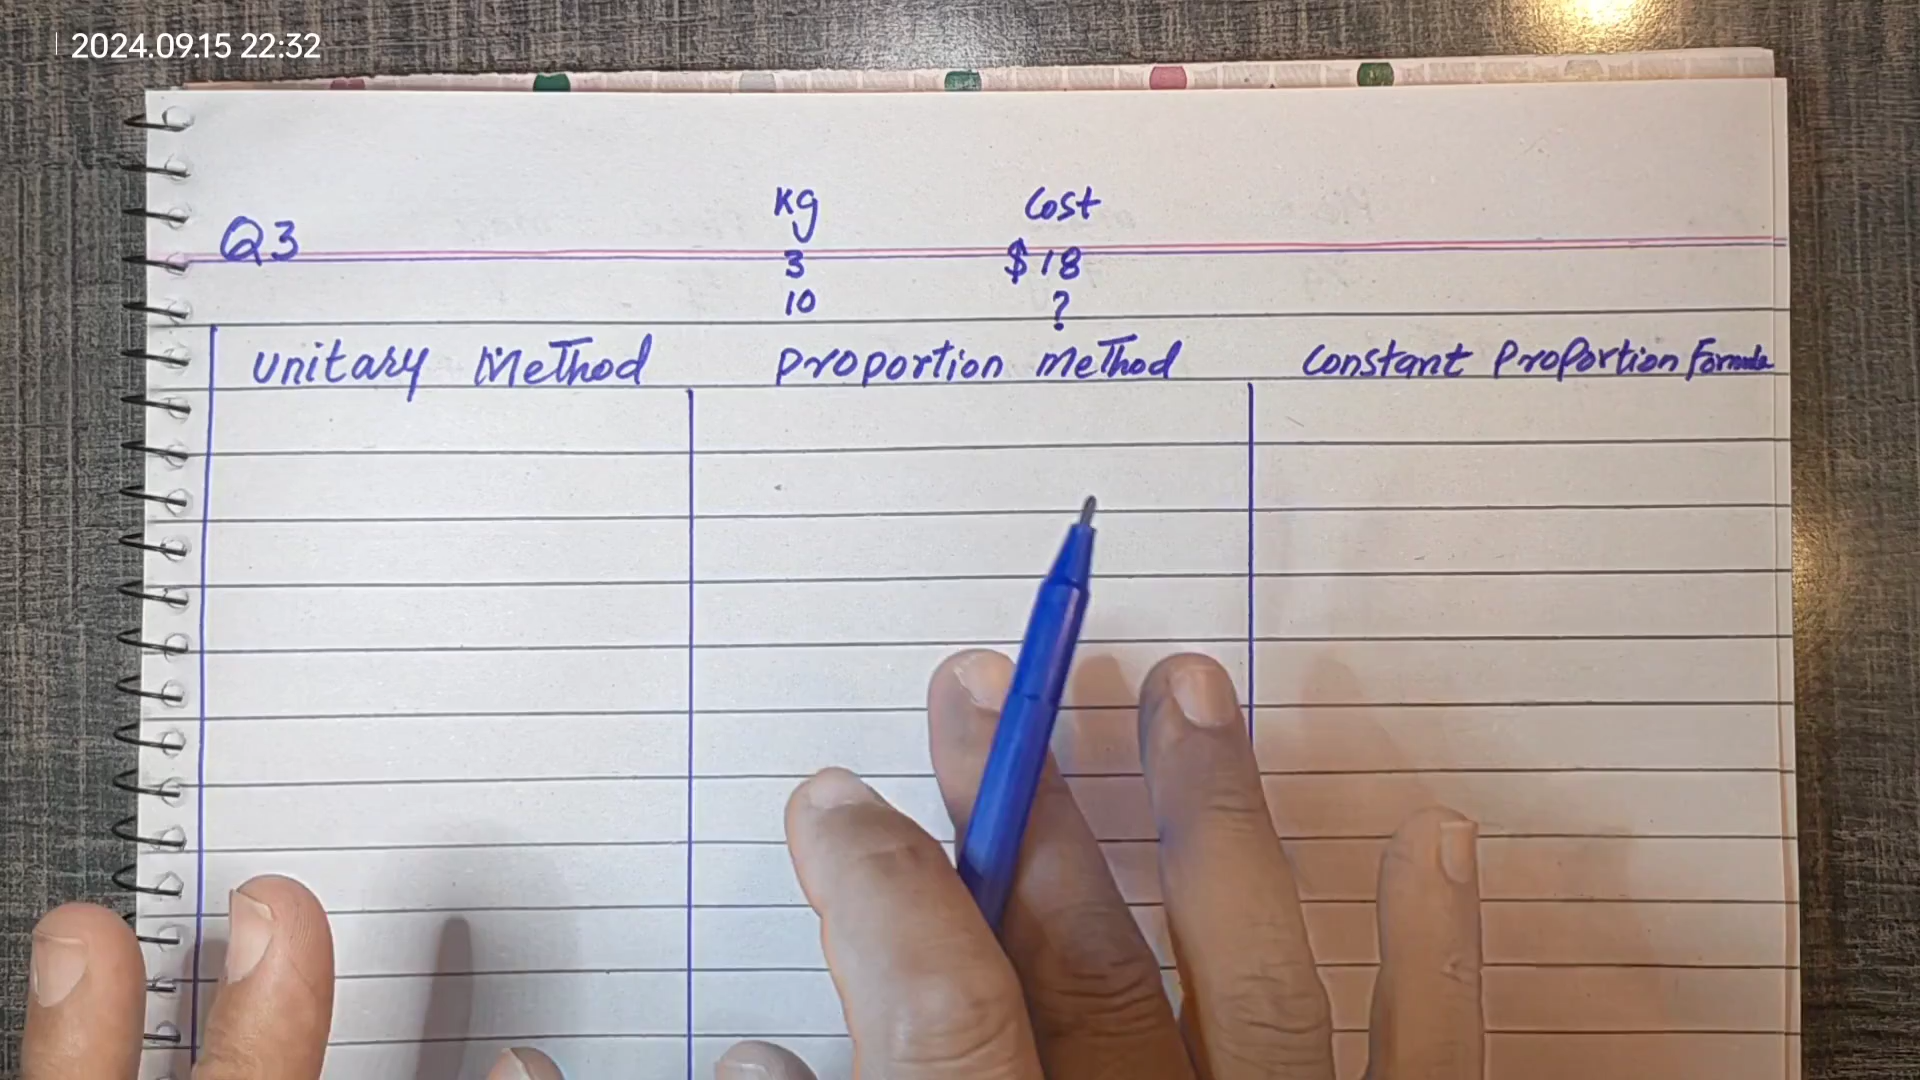 2024.09.15 22:32
Kg Cost
Q3
3 $18
10 ?
Unitary Method Proportion Method Constant Proportion Formula